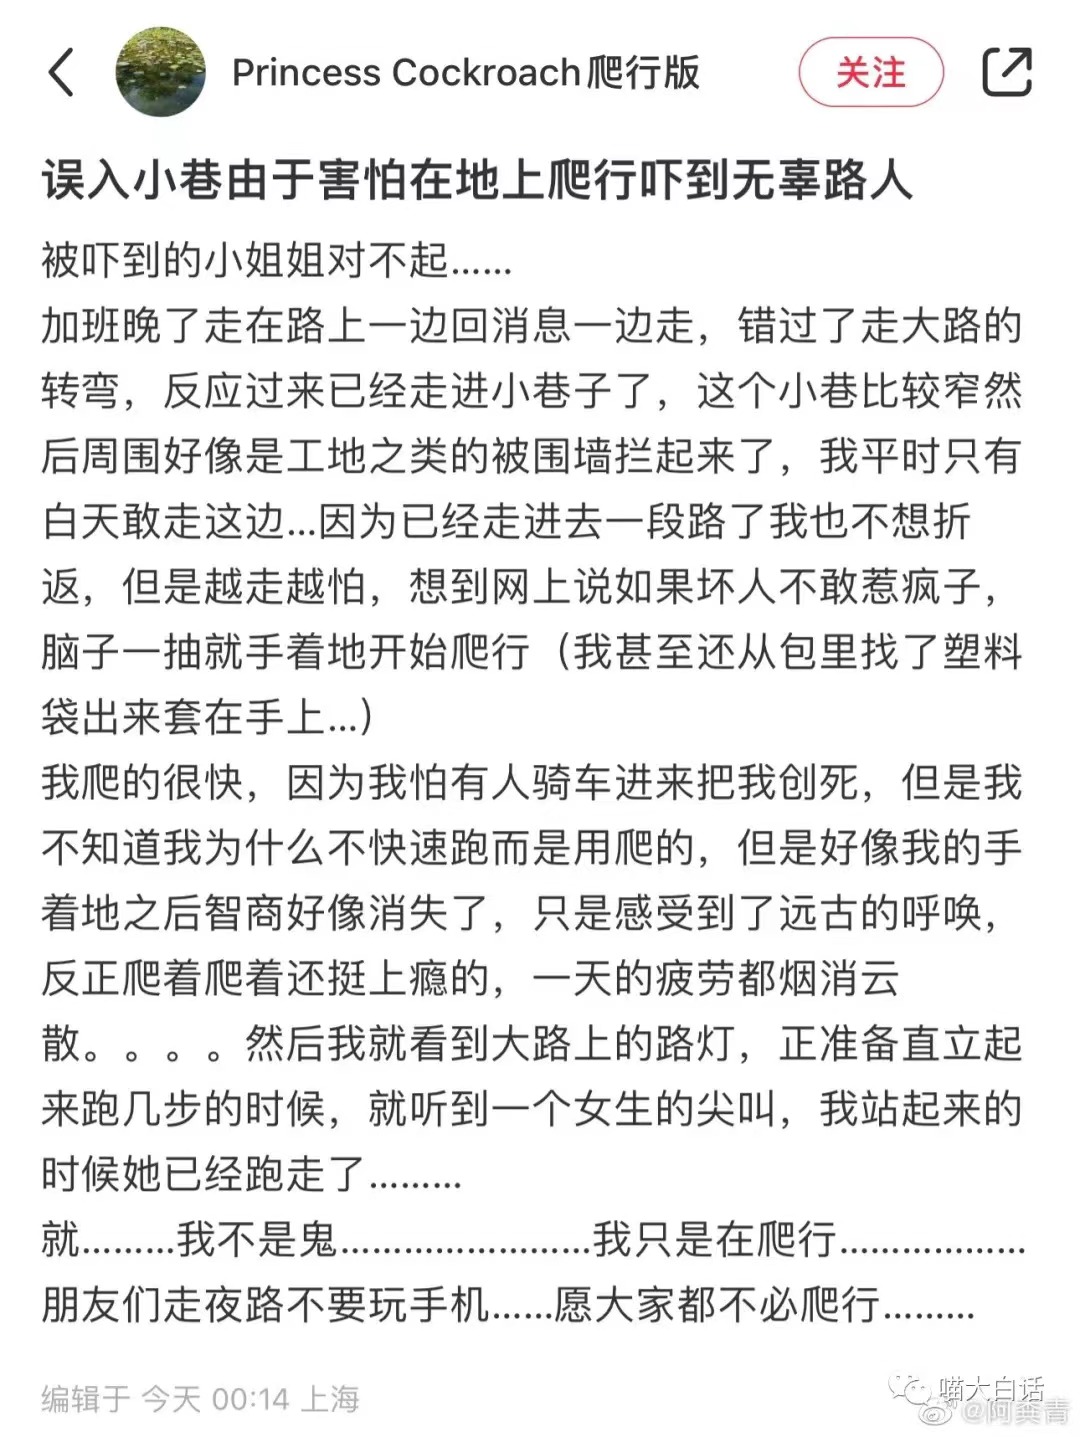 Princess Cockroach爬行版
关注
误入小巷由于害怕在地上爬行吓到无辜路人
被吓到的小姐姐对不起......
加班晚了走在路上一边回消息一边走，错过了走大路的
转弯，反应过来已经走进小巷子了，这个小巷比较窄然
后周围好像是工地之类的被围墙拦起来了，我平时只有
白天敢走这边...因为已经走进去一段路了我也不想折
返，但是越走越怕，想到网上说如果坏人不敢惹疯子，
脑子一抽就手着地开始爬行（我甚至还从包里找了塑料
袋出来套在手上...）
我爬的很快，因为我怕有人骑车进来把我创死，但是我
不知道我为什么不快速跑而是用爬的，但是好像我的手
着地之后智商好像消失了，只是感受到了远古的呼唤，
反正爬着爬着还挺上瘾的，一天的疲劳都烟消云
散。。。。然后我就看到大路上的路灯，正准备直立起
来跑几步的时候，就听到一个女生的尖叫，我站起来的
时候她已经跑走了.........
就.........我不是鬼........................我只是在爬行..................
朋友们走夜路不要玩手机......愿大家都不必爬行.........
编辑于 今天 00:14 上海
喵大白话
@阿粪青